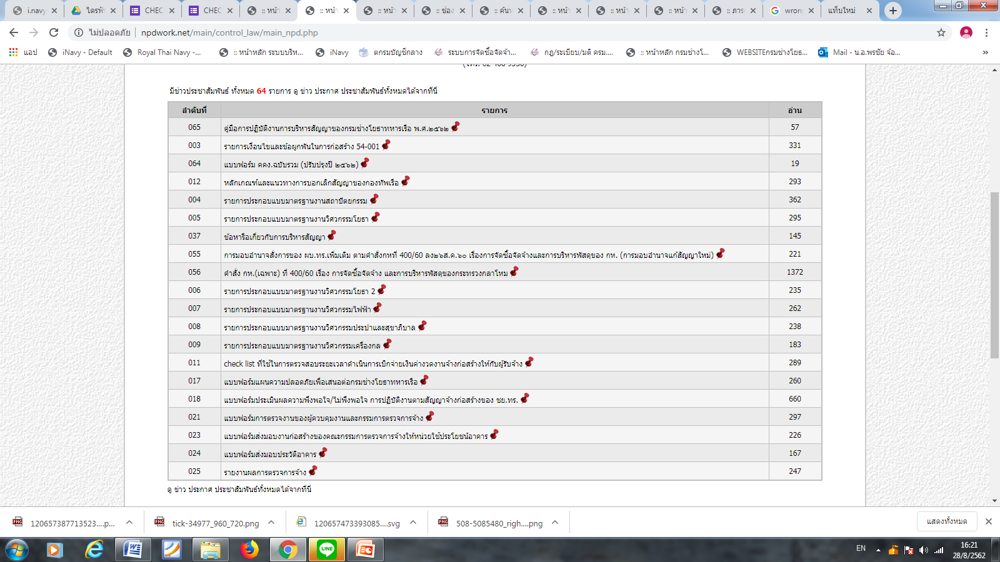 i.navy
ไดรฟ์
CHEC
CHEC
:: หน้า
:: หน้า
:: หน้า
:: ช่อง
:: ค้นห
:: หน้า
:: หน้า
:: หน้า
:: ภาร
wron
แท็บใหม่
ไม่ปลอดภัย
npdwork.net/main/control_law/main_npd.php
แอป
iNavy - Default
Royal Thai Navy -...
:: หน้าหลัก ระบบบริห...
iNavy
ตกรมบัญชีกลาง
ระบบการจัดซื้อจัดจ้า...
กฎ/ระเบียบ/มติ ครม....
:: หน้าหลัก กรมช่างโ...
WEBSITEกรมช่างโยธ...
Mail - น.อ.พรชัย จ้อ...
»
มีข่าวประชาสัมพันธ์ ทั้งหมด 64 รายการ ดู ข่าว ประกาศ ประชาสัมพันธ์ทั้งหมดได้จากที่นี่
ลำดับที่ รายการ อ่าน
065 คู่มือการปฏิบัติงานการบริหารสัญญาของกรมช่างโยธาทหารเรือ พ.ศ.๒๕๖๒ 57
003 รายการเงื่อนไขและข้อผูกพันในการก่อสร้าง 54-001 331
064 แบบฟอร์ม คคง.ฉบับรวม (ปรับปรุงปี ๒๕๖๒) 19
012 หลักเกณฑ์และแนวทางการบอกเลิกสัญญาของกองทัพเรือ 293
004 รายการประกอบแบบมาตรฐานงานสถาปัตยกรรม 362
005 รายการประกอบแบบมาตรฐานงานวิศวกรรมโยธา 295
037 ข้อหารือเกี่ยวกับการบริหารสัญญา 145
055 การมอบอำนาจสั่งการของ ผบ.ทร.เพิ่มเติม ตามคำสั่งกหที่ 400/60 ลง๒๖ส.ค.๖๐ เรื่องการจัดซื้อจัดจ้างและการบริหารพัสดุของ กห. (การมอบอำนาจแก้สัญญาใหม่) 221
056 คำสั่ง กห.(เฉพาะ) ที่ 400/60 เรื่อง การจัดซื้อจัดจ้าง และการบริหารพัสดุของกระทรวงกลาโหม 1372
006 รายการประกอบแบบมาตรฐานงานวิศวกรรมโยธา 2 235
007 รายการประกอบแบบมาตรฐานงานวิศวกรรมไฟฟ้า 262
008 รายการประกอบแบบมาตรฐานงานวิศวกรรมประปาและสุขาภิบาล 238
009 รายการประกอบแบบมาตรฐานงานวิศวกรรมเครื่องกล 183
011 check list ที่ใช้ในการตรวจสอบระยะเวลาดำเนินการเบิกจ่ายเงินค่างวดงานจ้างก่อสร้างให้กับผู้รับจ้าง 289
017 แบบฟอร์มแผนความปลอดภัยเพื่อเสนอต่อกรมช่างโยธาทหารเรือ 260
018 แบบฟอร์มประเมินผลความพึงพอใจ/ไม่พึงพอใจ การปฏิบัติงานตามสัญญาจ้างก่อสร้างของ ชย.ทร. 660
021 แบบฟอร์มการตรวจงานของผู้ควบคุมงานและกรรมการตรวจการจ้าง 297
023 แบบฟอร์มส่งมอบงานก่อสร้างของคณะกรรมการตรวจการจ้างให้หน่วยใช้ประโยชน์อาคาร 226
024 แบบฟอร์มส่งมอบประวัติอาคาร 167
025 รายงานผลการตรวจการจ้าง 247
ดู ข่าว ประกาศ ประชาสัมพันธ์ทั้งหมดได้จากที่นี่
120657387713523....p...
tick-34977_960_720.png
120657473393085....svg
508-5085480_righ....png
แสดงทั้งหมด
EN
16:21
28/8/2562